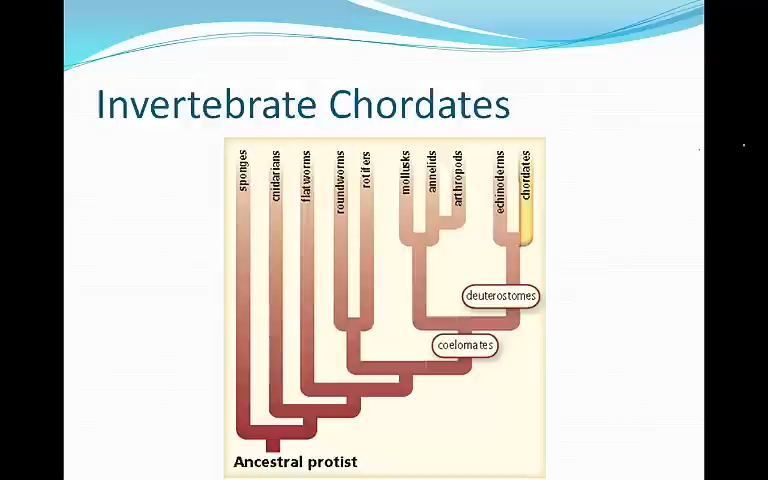 Invertebrate Chordates
sponges
cnidarians
flatworms
roundworms
rotifers
mollusks
annelids
arthropods
echinoderms
chordates
deuterostomes
coelomates
Ancestral protist